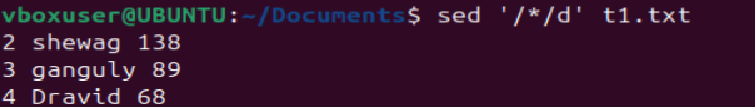 vboxuser@UBUNTU:~/Documents$ sed '/*/d' t1.txt
2 shewag 138
3 ganguly 89
4 Dravid 68